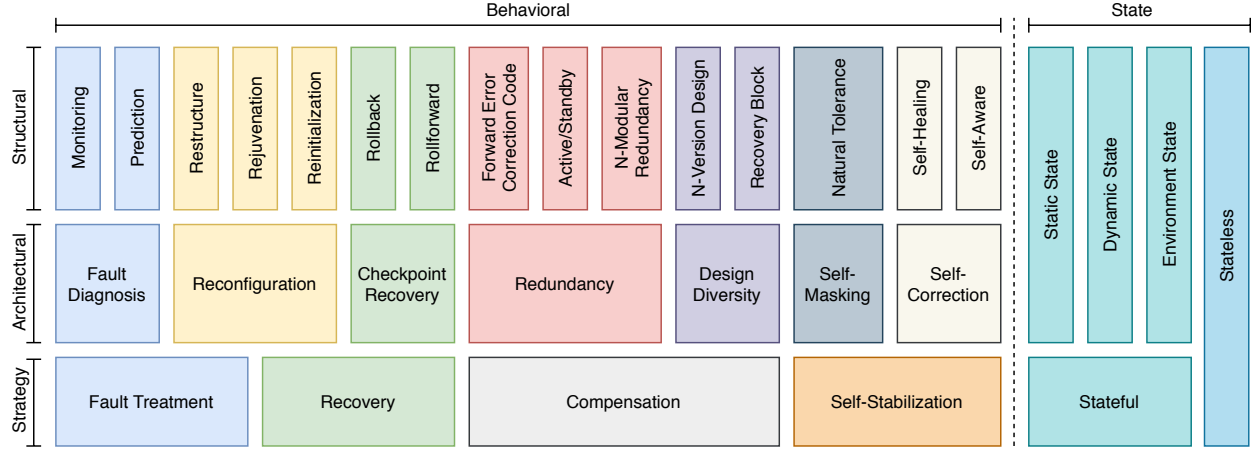 Behavioral
State
Structural
Monitoring
Prediction
Restructure
Rejuvenation
Reinitialization
Rollback
Rollforward
Forward Error
Correction Code
Active/Standby
N-Modular
Redundancy
N-Version Design
Recovery Block
Natural Tolerance
Self-Healing
Self-Aware
Static State
Dynamic State
Environment State
Stateless
Architectural
Fault
Diagnosis
Reconfiguration
Checkpoint
Recovery
Redundancy
Design
Diversity
Self-
Masking
Self-
Correction
Strategy
Fault Treatment
Recovery
Compensation
Self-Stabilization
Stateful